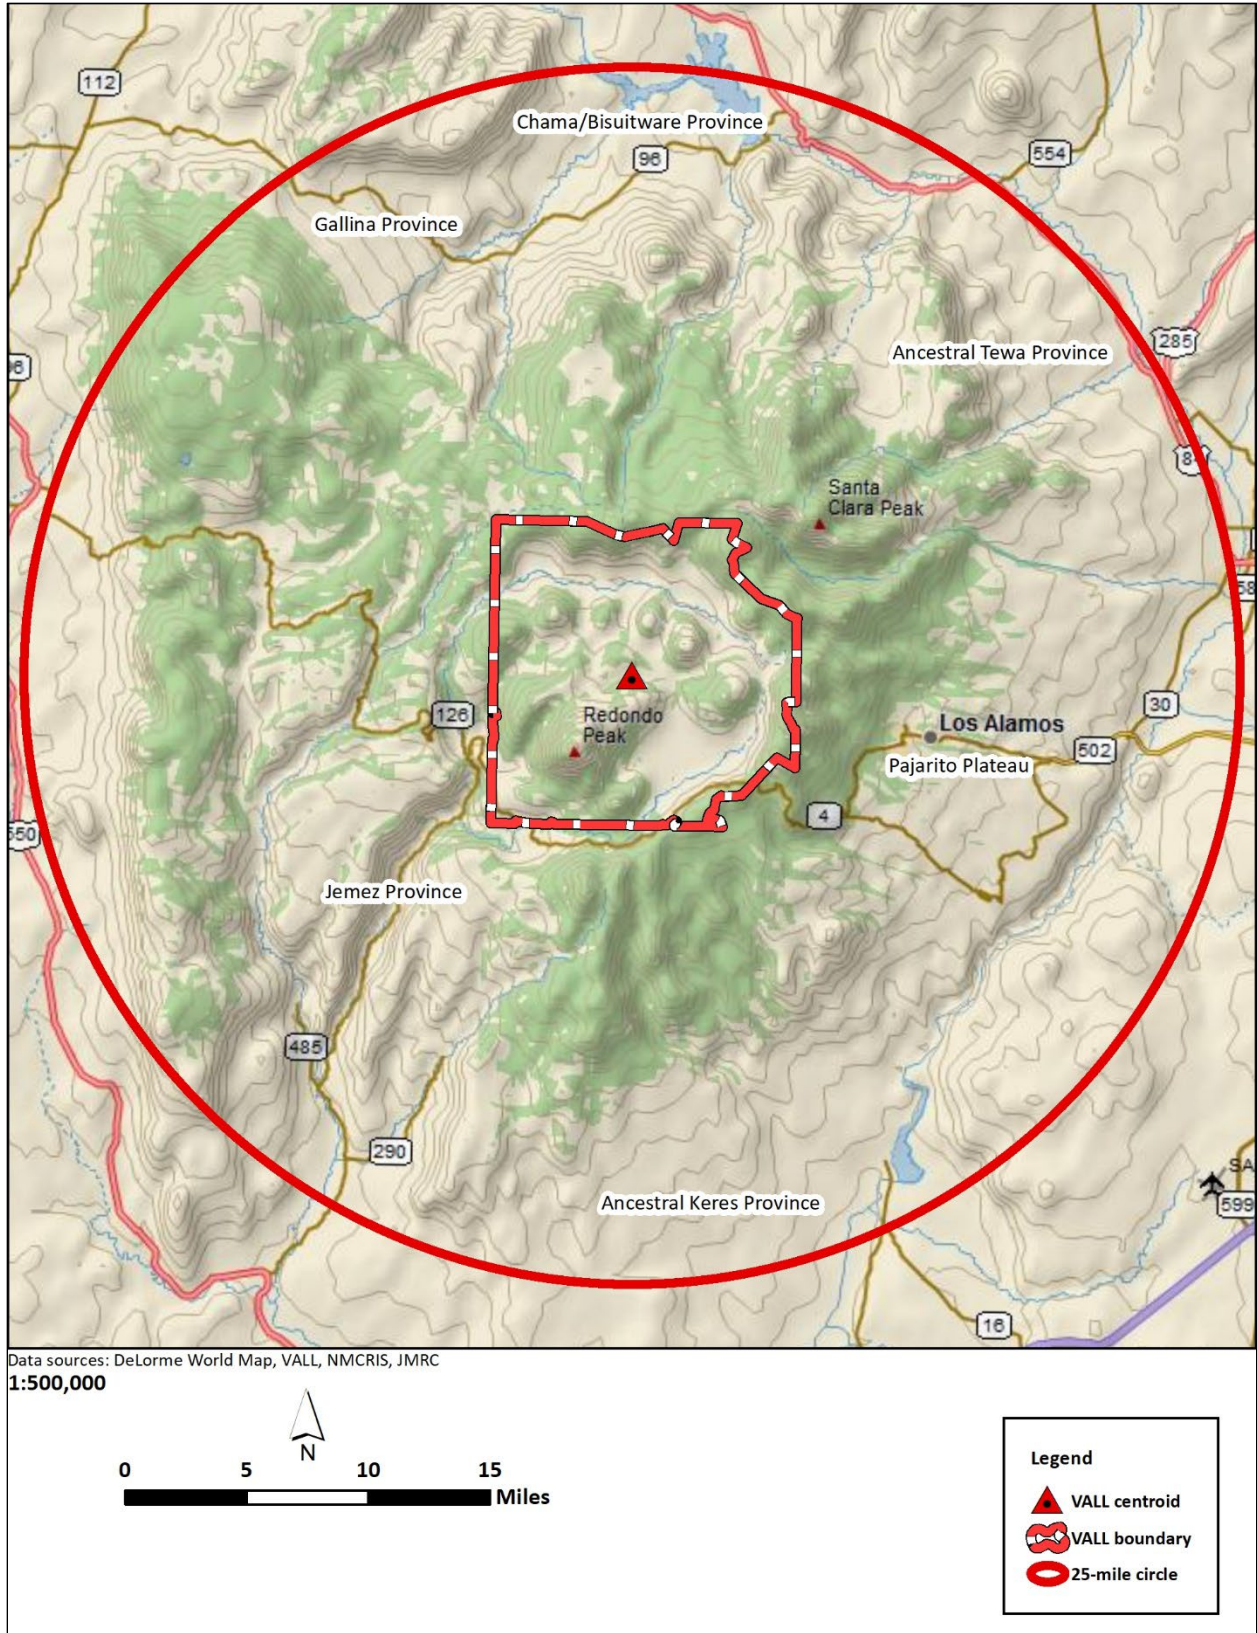 112
Chama/Bisuitware Province
96
554
Gallina Province
285
Ancestral Tewa Province
96
84
Santa
Clara Peak
58
126
Redondo
Peak
30
Los Alamos
502
Pajarito Plateau
4
550
Jemez Province
485
290
SA
599
Ancestral Keres Province
16
Data sources: DeLorme World Map, VALL, NMCRIS, JMRC
1:500,000
N
0 5 10 15
Miles
Legend
VALL centroid
VALL boundary
25-mile circle